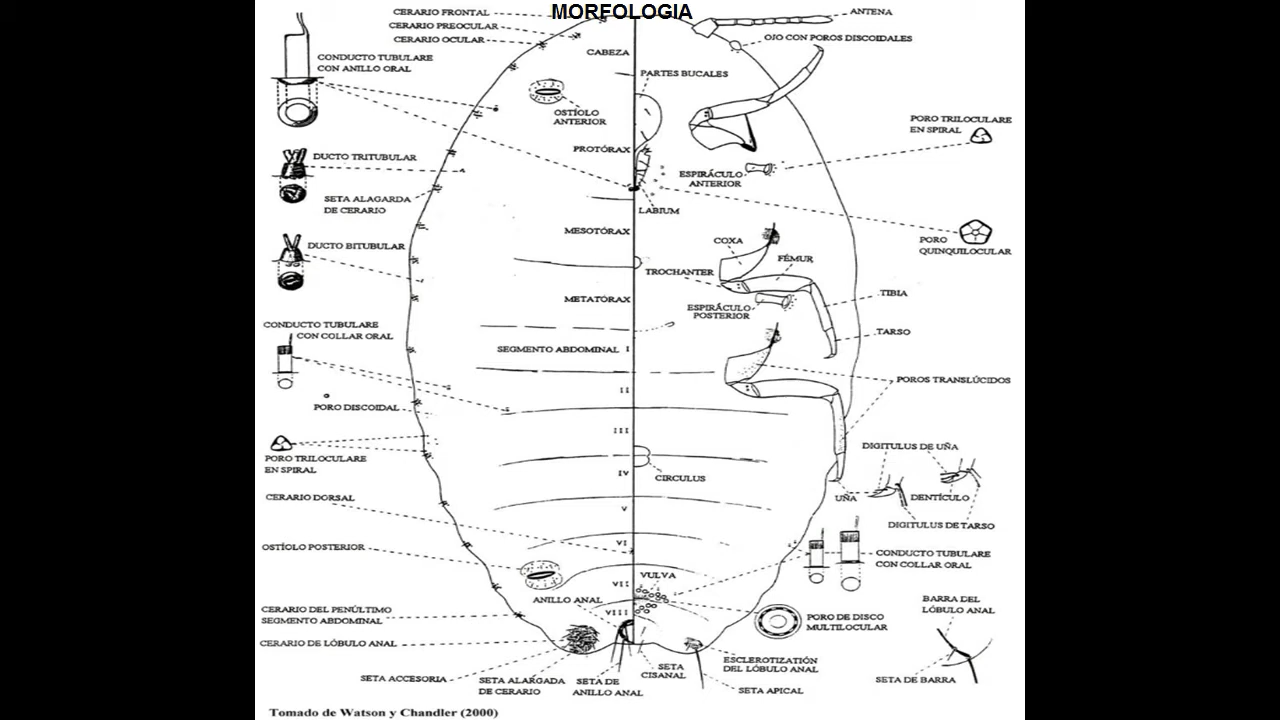 MORFOLOGIA
CERARIO FRONTAL
CERARIO PREOCULAR
CERARIO OCULAR
CABEZA
ANTENA
OJO CON POROS DISCOIDALES
CONDUCTO TUBULARE
CON ANILLO ORAL
PARTES BUCALES
OSTÍOLO
ANTERIOR
PORO TRILOCULARE
EN SPIRAL
DUCTO TRITUBULAR
PROTÓRAX
ESPIRÁCULO
ANTERIOR
SETA ALAGARDA
DE CERARIO
LABIUM
MESOTÓRAX
COXA
PORO
QUINQUILOCULAR
DUCTO BITUBULAR
TROCHANTER
FÉMUR
METATÓRAX
ESPIRÁCULO
POSTERIOR
TIBIA
CONDUCTO TUBULARE
CON COLLAR ORAL
TARSO
SEGMENTO ABDOMINAL I
POROS TRANSLÚCIDOS
II
PORO DISCOIDAL
III
DIGITULUS DE UÑA
PORO TRILOCULARE
EN SPIRAL
IV
CIRCULUS
CERARIO DORSAL
UÑA
DENTÍCULO
V
DIGITULUS DE TARSO
OSTÍOLO POSTERIOR
VI
CONDUCTO TUBULARE
CON COLLAR ORAL
VII
VULVA
ANILLO ANAL
VIII
CERARIO DEL PENÚLTIMO
SEGMENTO ABDOMINAL
PORO DE DISCO
MULTILOCULAR
BARRA DEL
LÓBULO ANAL
CERARIO DE LÓBULO ANAL
SETA ACCESORIA
SETA ALARGADA
DE CERARIO
SETA DE
ANILLO ANAL
SETA
CISANAL
ESCLEROTIZATIÓN
DEL LÓBULO ANAL
SETA APICAL
SETA DE BARRA
Tomado de Watson y Chandler (2000)